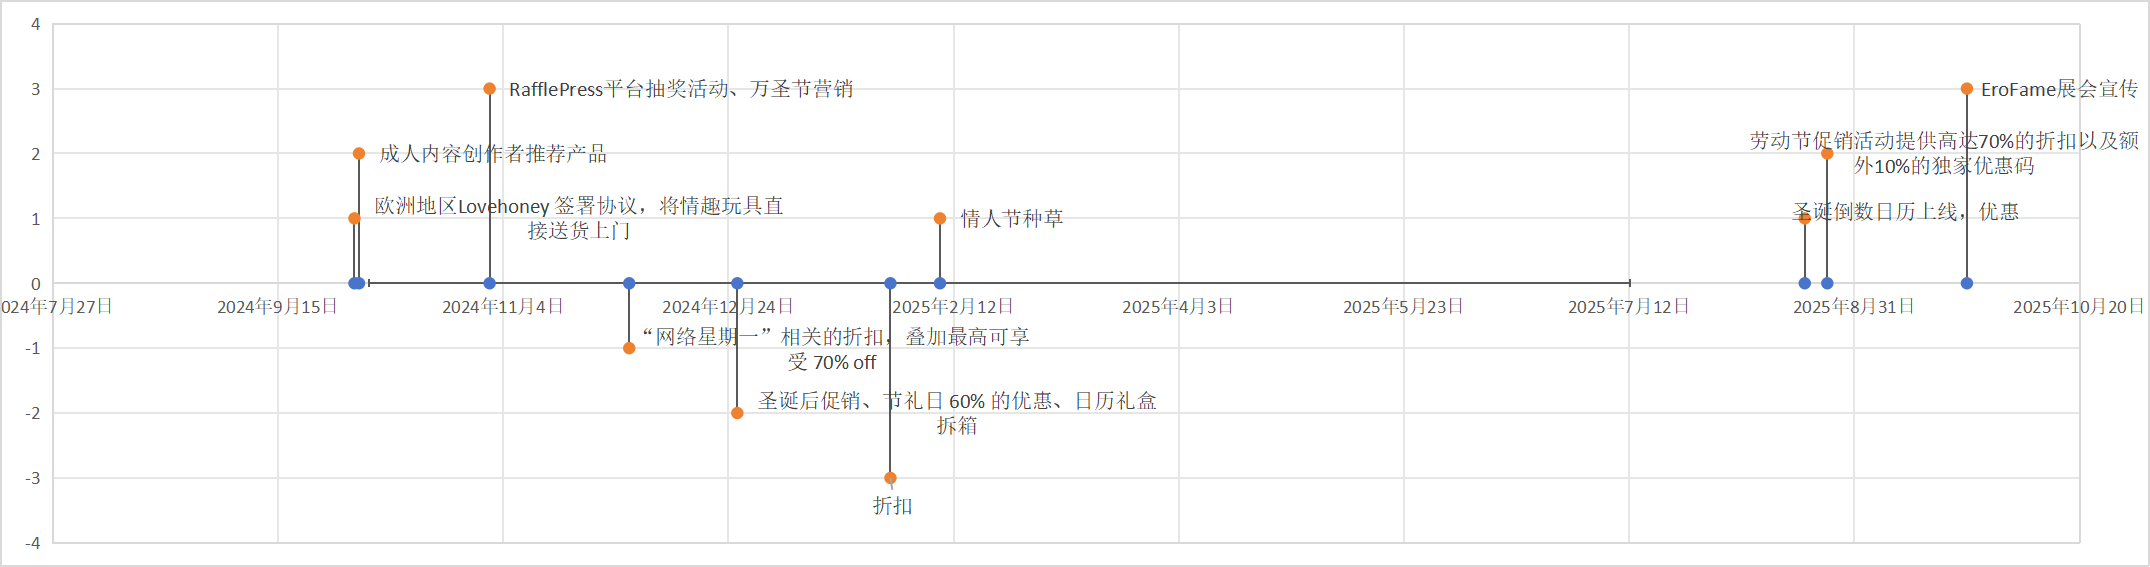 4
3
RafflePress平台抽奖活动、万圣节营销
EroFame展会宣传
2
成人内容创作者推荐产品
劳动节促销活动提供高达70%的折扣以及额
外10%的独家优惠码
1
欧洲地区Lovehoney 签署协议，将情趣玩具直
接送货上门
情人节种草
圣诞倒数日历上线，优惠
0
024年7月27日
2024年9月15日
2024年11月4日
2024年12月24日
2025年2月12日
2025年4月3日
2025年5月23日
2025年7月12日
2025年8月31日
2025年10月20日
-1
“网络星期一”相关的折扣，叠加最高可享
受 70% off
-2
圣诞后促销、节礼日 60% 的优惠、日历礼盒
拆箱
-3
折扣
-4